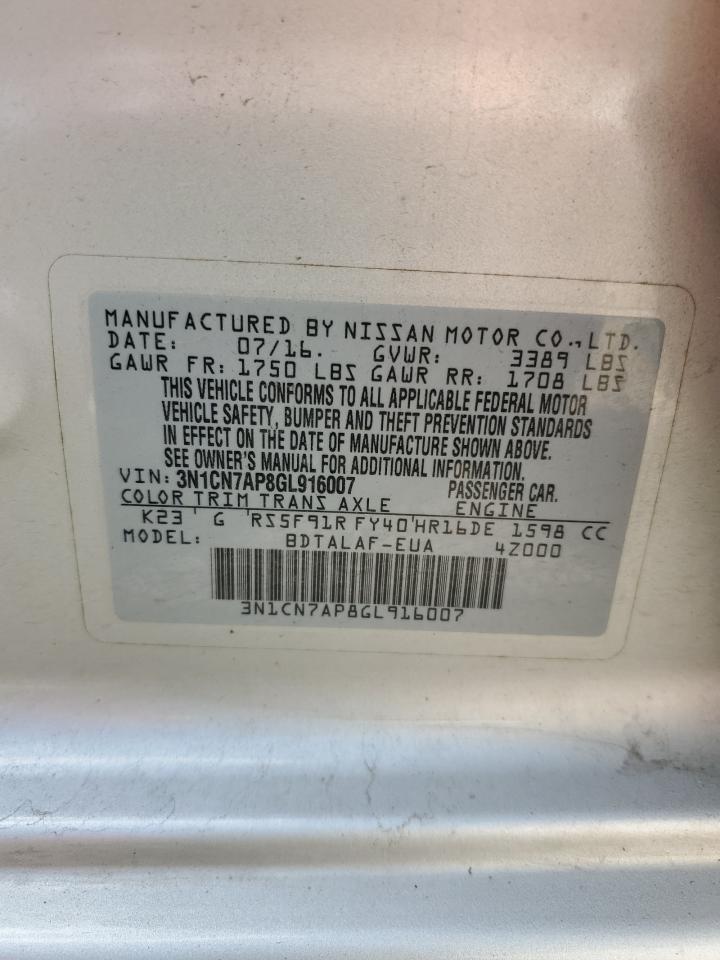 MANUFACTURED BY NISSAN MOTOR CO., LTD.
DATE: 07/16. GVWR: 3389 LBS
GAWR FR: 1750 LBS GAWR RR: 1708 LBS
THIS VEHICLE CONFORMS TO ALL APPLICABLE FEDERAL MOTOR
VEHICLE SAFETY, BUMPER AND THEFT PREVENTION STANDARDS
IN EFFECT ON THE DATE OF MANUFACTURE SHOWN ABOVE.
SEE OWNER'S MANUAL FOR ADDITIONAL INFORMATION.
VIN: 3N1CN7AP8GL916007 PASSENGER CAR.
COLOR TRIM TRANS AXLE ENGINE
K23 G RS5F91R FY40 HR16DE 1598 CC
MODEL: BDTALAF-EUA 4Z000
3N1CN7AP8GL916007